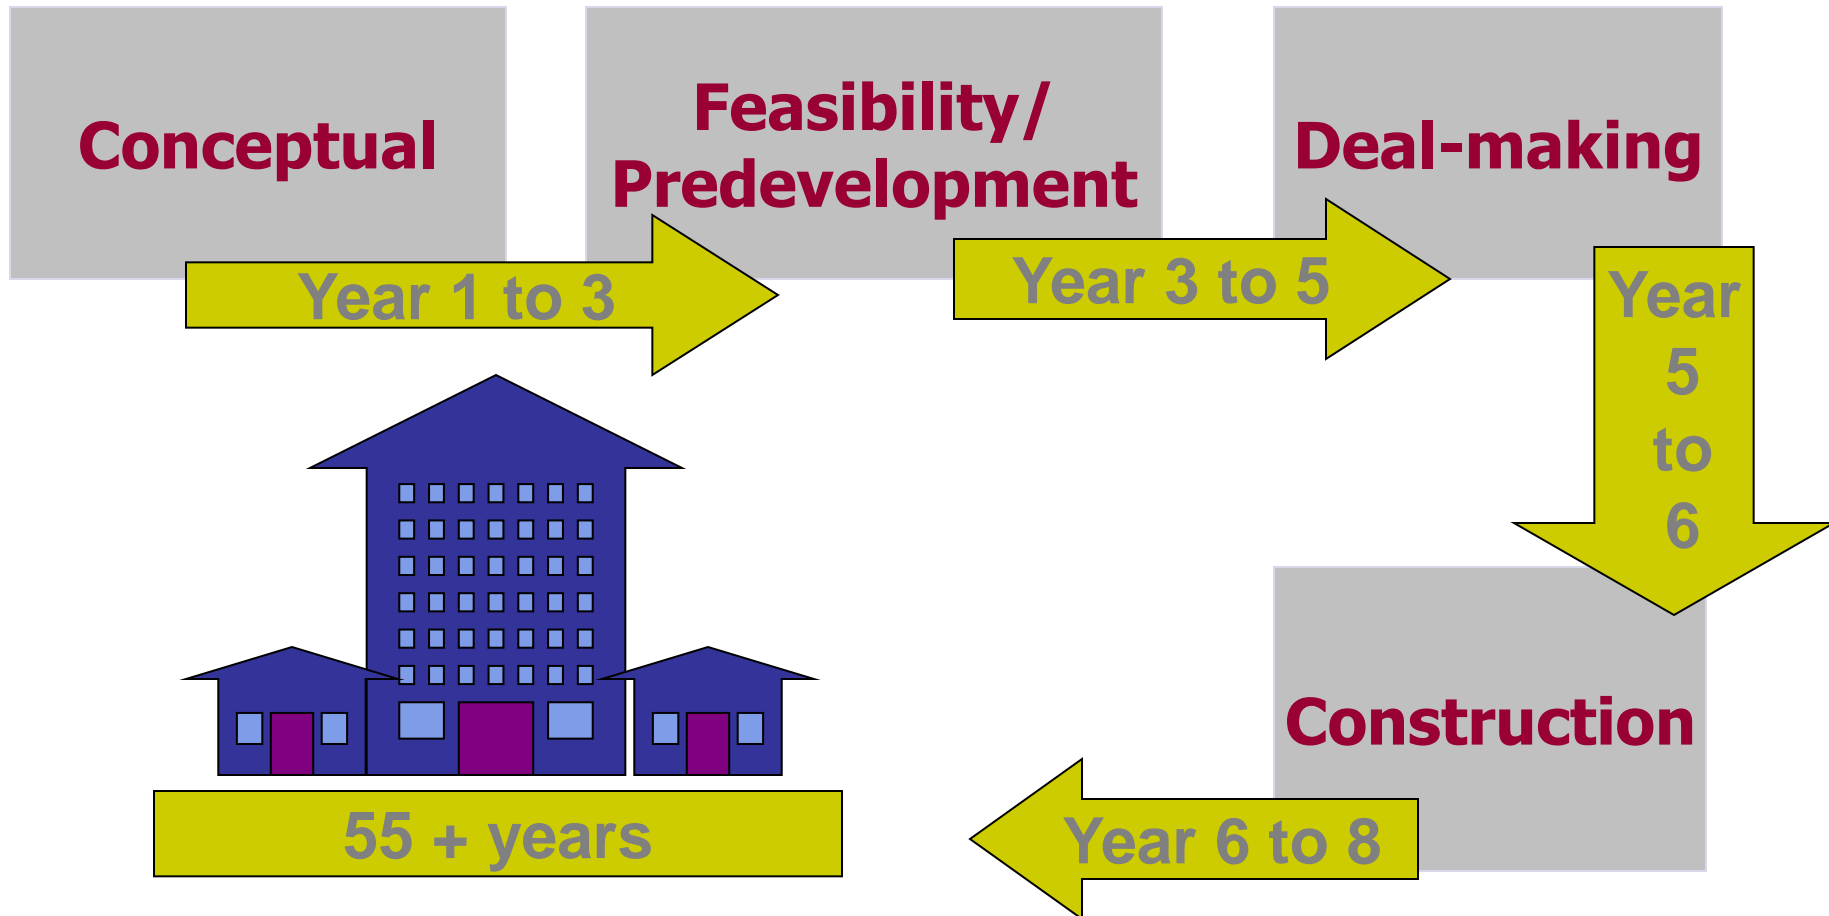 Conceptual
Feasibility/
Predevelopment
Deal-making
Year 1 to 3
Year 3 to 5
Year
5
to
6
Construction
Year 6 to 8
55 + years